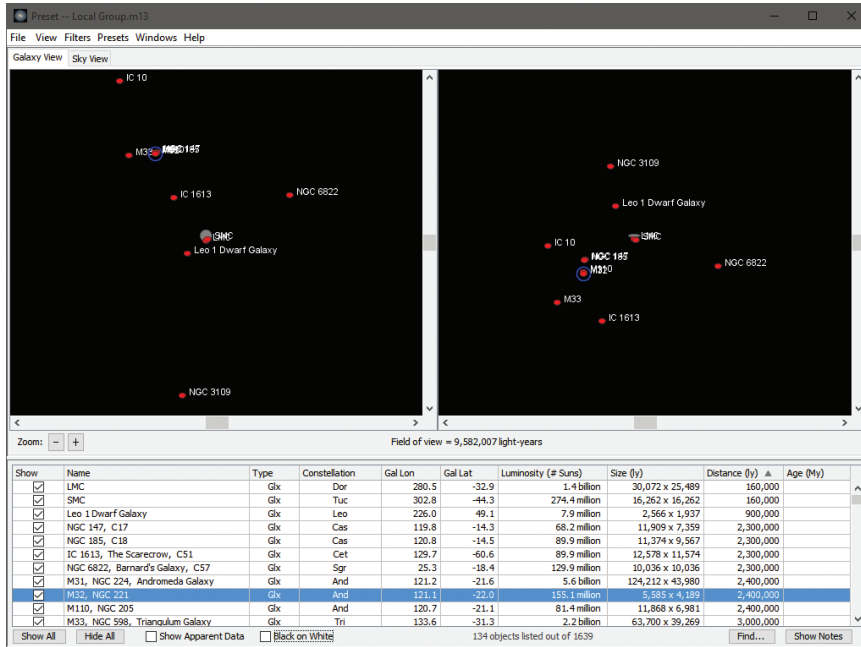 Preset -- Local Group.m13
File View Filters Presets Windows Help
Galaxy View Sky View
IC 10
M33
IC 1613
NGC 6822
SMC
Leo 1 Dwarf Galaxy
NGC 3109
NGC 3109
Leo 1 Dwarf Galaxy
IC 10
SMC
NGC 6822
M33
IC 1613
Zoom: - + Field of view = 9,582,007 light-years
Show Name Type Constellation Gal Lon Gal Lat Luminosity (# Suns) Size (ly) Distance (ly) Age (My)
LMC Glx Dor 280.5 -32.9 1.4 billion 30,072 x 25,489 160,000
SMC Glx Tuc 302.8 -44.3 274.4 million 16,262 x 16,262 160,000
Leo 1 Dwarf Galaxy Glx Leo 226.0 49.1 7.9 million 2,566 x 1,937 900,000
NGC 147, C17 Glx Cas 119.8 -14.3 68.2 million 11,909 x 7,359 2,300,000
NGC 185, C18 Glx Cas 120.8 -14.5 89.9 million 11,374 x 9,567 2,300,000
IC 1613, The Scarecrow, C51 Glx Cet 129.7 -60.6 89.9 million 12,578 x 11,574 2,300,000
NGC 6822, Barnard's Galaxy, C57 Glx Sgr 25.3 -18.4 129.9 million 10,036 x 10,036 2,300,000
M31, NGC 224, Andromeda Galaxy Glx And 121.2 -21.6 5.6 billion 124,212 x 43,980 2,400,000
M32, NGC 221 Glx And 121.1 -22.0 155.1 million 5,585 x 4,189 2,400,000
M110, NGC 205 Glx And 120.7 -21.1 81.4 million 11,868 x 6,981 2,400,000
M33, NGC 598, Triangulum Galaxy Glx Tri 133.6 -31.3 2.2 billion 63,700 x 39,269 3,000,000
Show All Hide All Show Apparent Data Black on White 134 objects listed out of 1639 Find... Show Notes